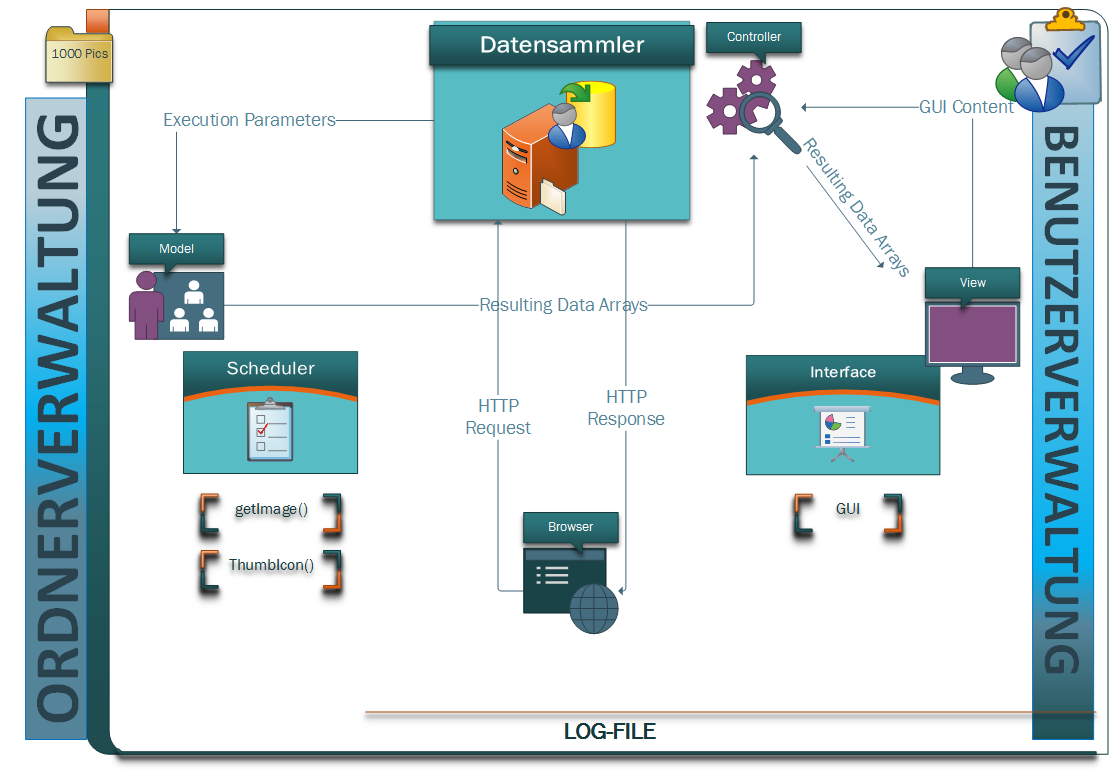 1000 Pics
ORDNERVERWALTUNG
Datensammler
Controller
Execution Parameters
GUI Content
Resulting Data Arrays
BENUTZERVERWALTUNG
Model
View
Resulting Data Arrays
Scheduler
Interface
HTTP
Request
HTTP
Response
getImage()
GUI
ThumbIcon()
Browser
LOG-FILE